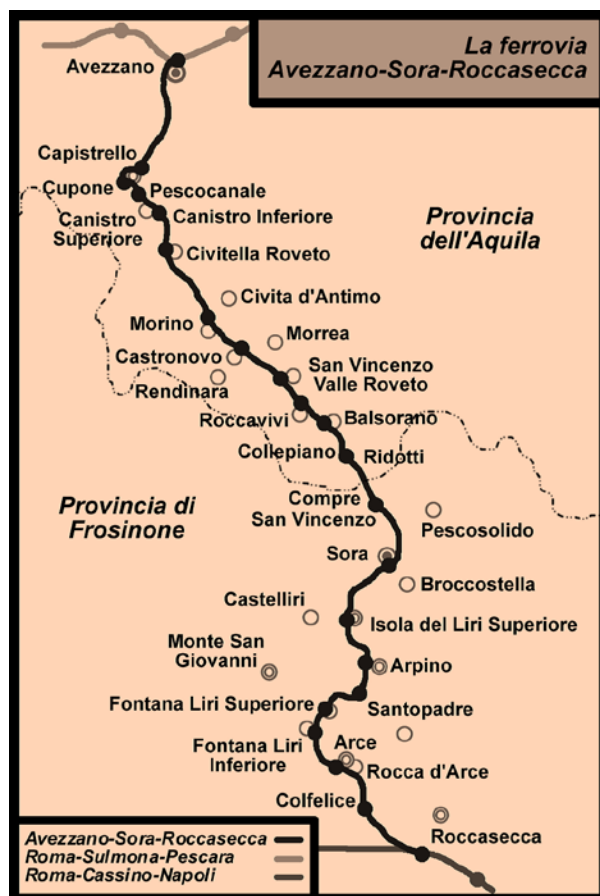 La ferrovia
Avezzano-Sora-Roccasecca
Avezzano
Capistrello
Cupone
Pescocanale
Canistro
Superiore
Canistro Inferiore
Provincia
dell'Aquila
Civitella Roveto
Civita d'Antimo
Morino
Morrea
Castronovo
San Vincenzo
Valle Roveto
Rendinara
Roccavivi
Balsorano
Collepiano
Ridotti
Provincia di
Frosinone
Compre
San Vincenzo
Pescosolido
Sora
Broccostella
Castelliri
Isola del Liri Superiore
Monte San
Giovanni
Arpino
Fontana Liri Superiore
Santopadre
Fontana Liri
Inferiore
Arce
Rocca d'Arce
Colfelice
Roccasecca
Avezzano-Sora-Roccasecca
Roma-Sulmona-Pescara
Roma-Cassino-Napoli